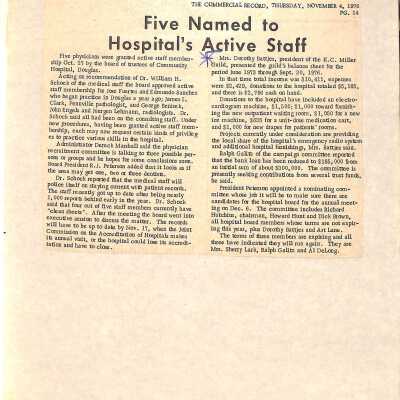 THE COMMERCIAL RECORD, THURSDAY, NOVEMBER 4, 1976
PG. 14
Five Named to
Hospital's Active Staff
Five physicians were granted active staff member-
ship Oct. 27 by the board of trustees of Community
Hospital, Douglas.
Acting on recommendation of Dr. William H.
Schock of the medical staff the board approved active
staff membership for Jose Fuertes and Edmundo Sanchez
who began practice in Douglas a year ago; James I.
Clark, Fennville pathologist, and George Smisek,
John Engels and Juergen Lehmann, radiologists. Dr.
Schock said all had been on the consulting staff. Under
new procedures, having been granted active staff mem-
bership, each may now request certain kinds of privileg-
es to practice various skills in the hospital.
Administrator Darrach Marshall said the physician
recruitment committee is talking to three possible per-
sons or groups and he hopes for some conclusions soon.
Board President R.J. Peterson added that it looks as if
the area may get one, two or three doctors.
Dr. Schock reported that the medical staff will
police itself on staying current with patient records.
The staff recently got up to date after being nearly
1,000 reports behind early in the year. Dr. Schock
said that four out of five staff members currently have
"clean sheets". After the meeting the board went into
executive session to discuss the matter. The records
will have to be up to date by Nov. 17, when the Joint
Commission on the Accreditation of Hospitals makes
its annual visit, or the hospital could lose its accredi-
tation and have to close.
Mrs. Dorothy Battjes, president of the K.C. Miller
Guild, presented the guild's balance sheet for the
period June 1975 through Sept. 20, 1976.
In that time total income was $10,411, expenses
were $2,429, donations to the hospital totaled $5,185,
and there is $2,796 cash on hand.
Donations to the hospital have included an electro-
cardiogram machine, $1,500; $1,000 toward furnish-
ing the new outpatient waiting room, $1,000 for a new
ice machine, $825 for a unit-dose medication cart,
and $1,000 for new drapes for patients' rooms.
Projects currently under consideration are providing
the local share of the hospital's emergency radio system
and additional hospital furnishings, Mrs. Battjes said.
Ralph Galitz of the campaign committee reported
that the bank loan has been reduced to $188,000 from
an initial sum of about $300,000. The committee is
presently seeking contributions from several trust funds,
he said.
President Peterson appointed a nominating com-
mittee whose job it will be to make sure there are
candidates for the hospital board for the annual meet-
ing on Dec. 6. The committee includes Richard
Hutchins, chairman, Howard Hunt and Dick Brown,
all hospital board members whose terms are not expir-
ing this year, plus Dorothy Battjes and Art Lane.
The terms of three members are expiring and all
three have indicated they will run again. They are
Mrs. Sherry Lark, Ralph Galitz and Al DeLong.